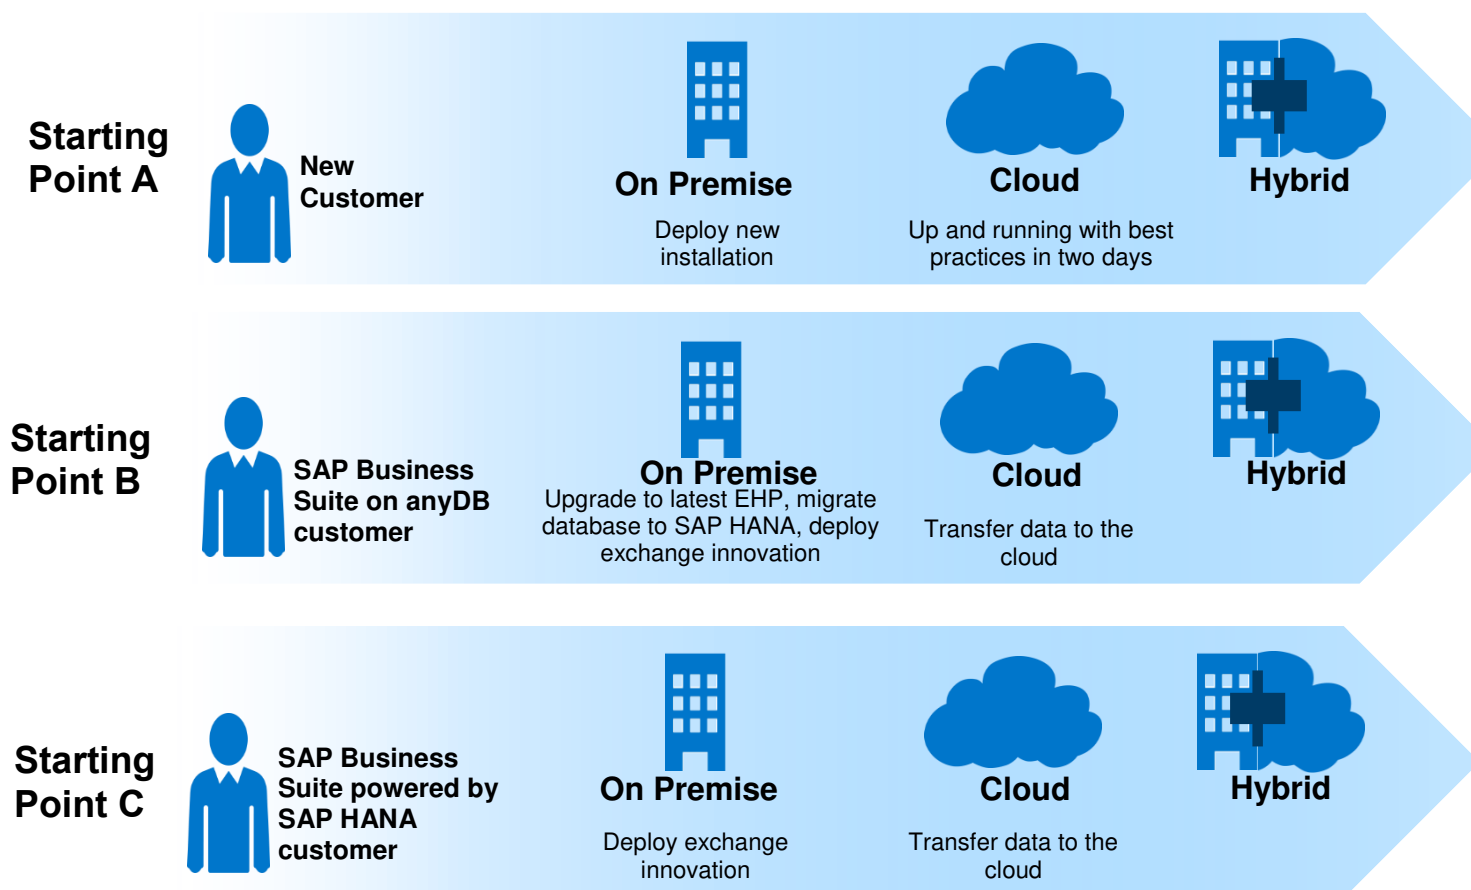 Starting
Point A
New
Customer
On Premise
Deploy new
installation
Cloud
Up and running with best
practices in two days
Hybrid
Starting
Point B
SAP Business
Suite on anyDB
customer
On Premise
Upgrade to latest EHP, migrate
database to SAP HANA, deploy
exchange innovation
Cloud
Transfer data to the
cloud
Hybrid
Starting
Point C
SAP Business
Suite powered by
SAP HANA
customer
On Premise
Deploy exchange
innovation
Cloud
Transfer data to the
cloud
Hybrid